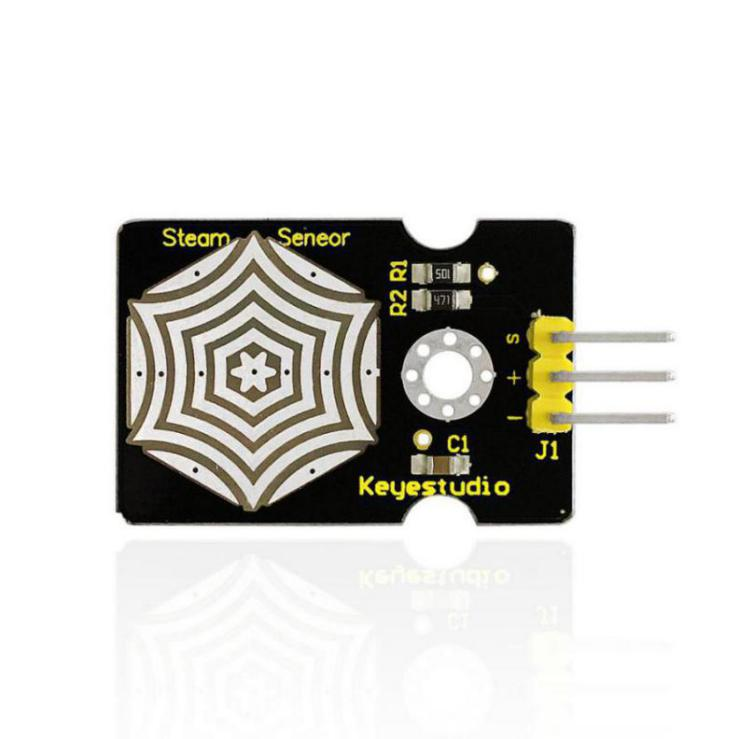 Steam Seneor
R1
501
R2
471
S
+
-
C1
J1
Keyestudio